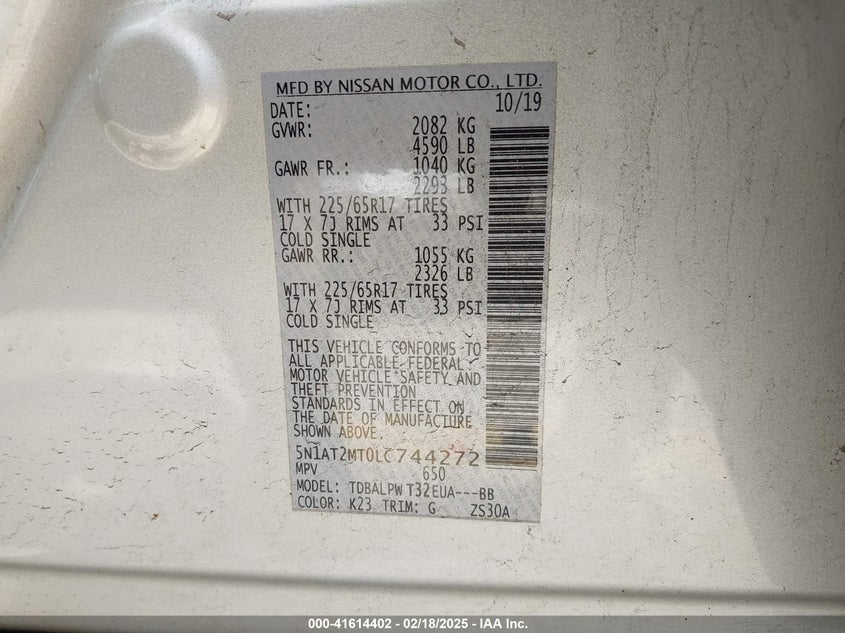 MFD BY NISSAN MOTOR CO., LTD.
DATE: 10/19
GVWR: 2082 KG
4590 LB
GAWR FR.: 1040 KG
2293 LB
WITH 225/65R17 TIRES
17 X 7J RIMS AT 33 PSI
COLD SINGLE
GAWR RR.: 1055 KG
2326 LB
WITH 225/65R17 TIRES
17 X 7J RIMS AT 33 PSI
COLD SINGLE
THIS VEHICLE CONFORMS TO
ALL APPLICABLE FEDERAL
MOTOR VEHICLE SAFETY AND
THEFT PREVENTION
STANDARDS IN EFFECT ON
THE DATE OF MANUFACTURE
SHOWN ABOVE.
5N1AT2MT0LC744272
MPV 650
MODEL: TDBALPW T32EUA---BB
COLOR: K23 TRIM: G ZS30A
000-41614402 - 02/18/2025 - IAA Inc.